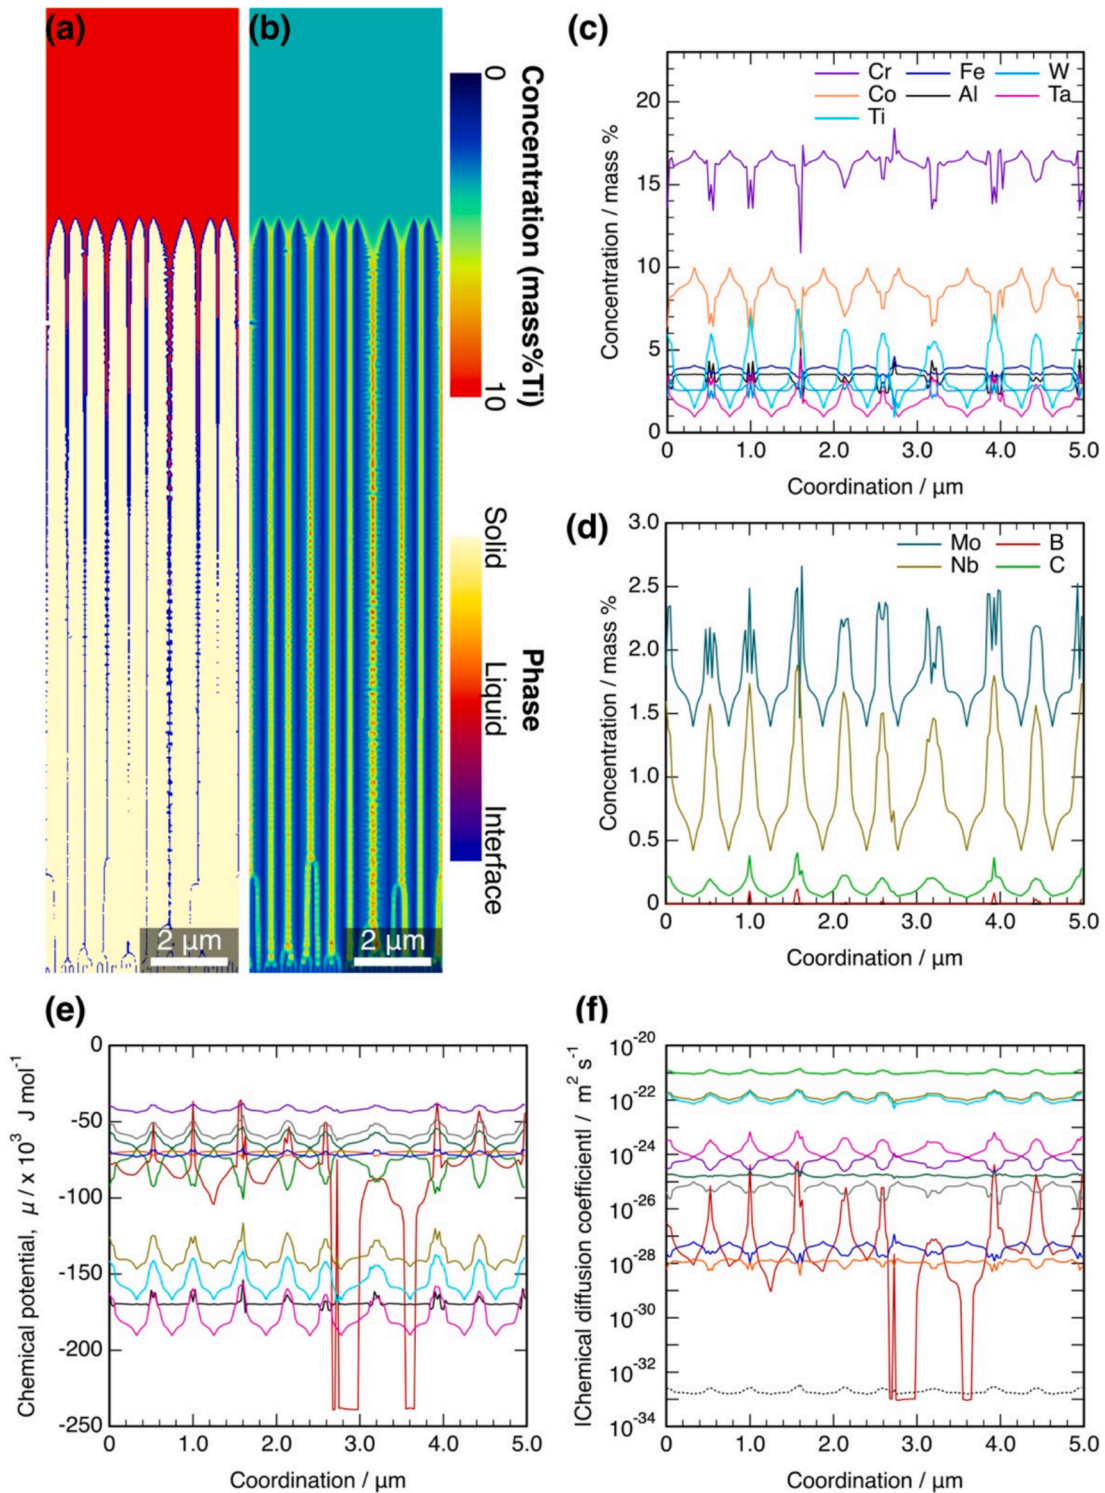 (a)
(b)
0
10
Concentration (mass%Ti)
Solid
Liquid
Interface
Phase
2 µm
2 µm
(c)
Cr Fe W
Co Al Ta
Ti
Concentration / mass %
20
15
10
5
0
0 1.0 2.0 3.0 4.0 5.0
Coordination / µm
(d)
Mo B
Nb C
Concentration / mass %
3.0
2.5
2.0
1.5
1.0
0.5
0
0 1.0 2.0 3.0 4.0 5.0
Coordination / µm
(e)
Chemical potential, µ / x 10³ J mol⁻¹
0
-50
-100
-150
-200
-250
0 1.0 2.0 3.0 4.0 5.0
Coordination / µm
(f)
|Chemical diffusion coefficient| / m² s⁻¹
10⁻²⁰
10⁻²²
10⁻²⁴
10⁻²⁶
10⁻²⁸
10⁻³⁰
10⁻³²
10⁻³⁴
0 1.0 2.0 3.0 4.0 5.0
Coordination / µm